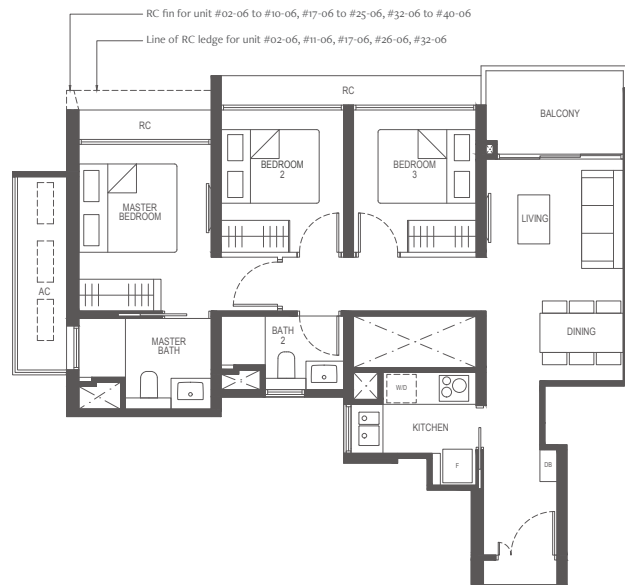 RC fin for unit #02-06 to #10-06, #17-06 to #25-06, #32-06 to #40-06
Line of RC ledge for unit #02-06, #11-06, #17-06, #26-06, #32-06
RC
BALCONY
RC
BEDROOM
2
BEDROOM
3
MASTER
BEDROOM
LIVING
AC
MASTER
BATH
BATH
2
DINING
W/D
KITCHEN
F
DB